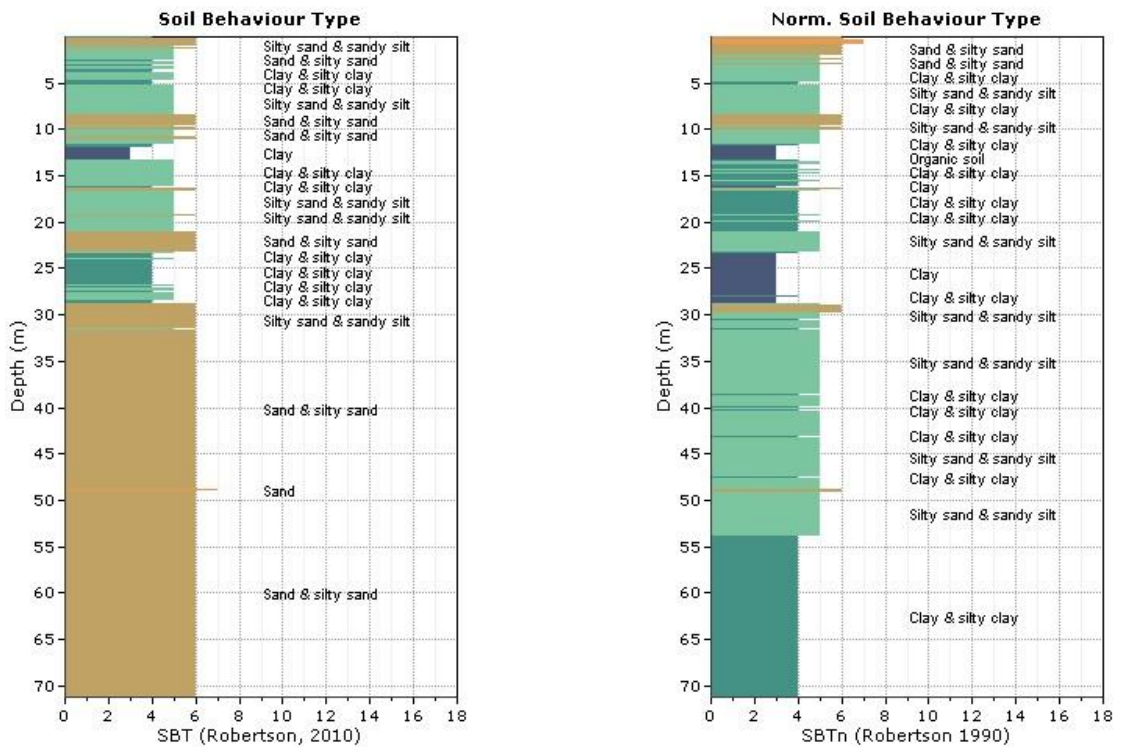 Soil Behaviour Type
Silty sand & sandy silt
Sand & silty sand
Clay & silty clay
Clay & silty clay
Silty sand & sandy silt
Sand & silty sand
Sand & silty sand
Clay
Clay & silty clay
Clay & silty clay
Silty sand & sandy silt
Silty sand & sandy silt
Sand & silty sand
Clay & silty clay
Clay & silty clay
Clay & silty clay
Clay & silty clay
Silty sand & sandy silt
Sand & silty sand
Sand
Sand & silty sand
5
10
15
20
25
30
35
40
45
50
55
60
65
70
Depth (m)
0 2 4 6 8 10 12 14 16 18
SBT (Robertson, 2010)
Norm. Soil Behaviour Type
Sand & silty sand
Sand & silty sand
Clay & silty clay
Silty sand & sandy silt
Clay & silty clay
Silty sand & sandy silt
Clay & silty clay
Organic soil
Clay & silty clay
Clay
Clay & silty clay
Clay & silty clay
Silty sand & sandy silt
Clay
Clay & silty clay
Silty sand & sandy silt
Silty sand & sandy silt
Clay & silty clay
Clay & silty clay
Clay & silty clay
Silty sand & sandy silt
Clay & silty clay
Silty sand & sandy silt
Clay & silty clay
5
10
15
20
25
30
35
40
45
50
55
60
65
70
Depth (m)
0 2 4 6 8 10 12 14 16 18
SBTn (Robertson 1990)